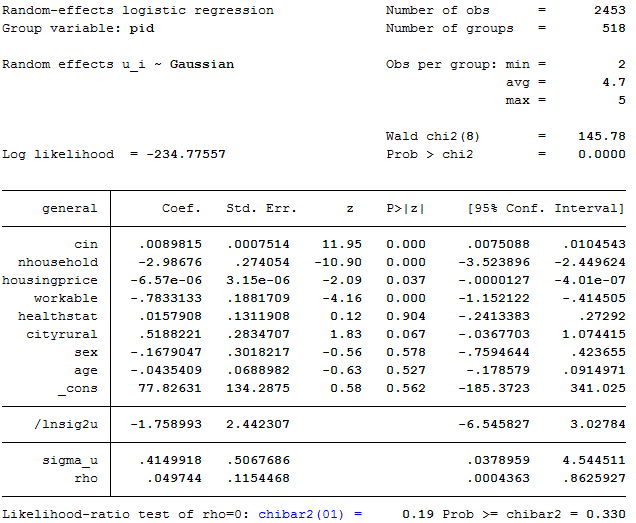 Random-effects logistic regression Number of obs = 2453
Group variable: pid Number of groups = 518
Random effects u_i ~ Gaussian Obs per group: min = 2
avg = 4.7
max = 5
Wald chi2(8) = 145.78
Log likelihood = -234.77557 Prob > chi2 = 0.0000
general Coef. Std. Err. z P>|z| [95% Conf. Interval]
cin .0089815 .0007514 11.95 0.000 .0075088 .0104543
nhousehold -2.98676 .274054 -10.90 0.000 -3.523896 -2.449624
housingprice -6.57e-06 3.15e-06 -2.09 0.037 -.0000127 -4.01e-07
workable -.7833133 .1881709 -4.16 0.000 -1.152122 -.414505
healthstat .0157908 .1311908 0.12 0.904 -.2413383 .27292
cityrural .5188221 .2834707 1.83 0.067 -.0367703 1.074415
sex -.1679047 .3018217 -0.56 0.578 -.7594644 .423655
age -.0435409 .0688982 -0.63 0.527 -.178579 .0914971
_cons 77.82631 134.2875 0.58 0.562 -185.3723 341.025
/lnsig2u -1.758993 2.442307 -6.545827 3.02784
sigma_u .4149918 .5067686 .0378959 4.544511
rho .049744 .1154468 .0004363 .8625927
Likelihood-ratio test of rho=0: chibar2(01) = 0.19 Prob >= chibar2 = 0.330